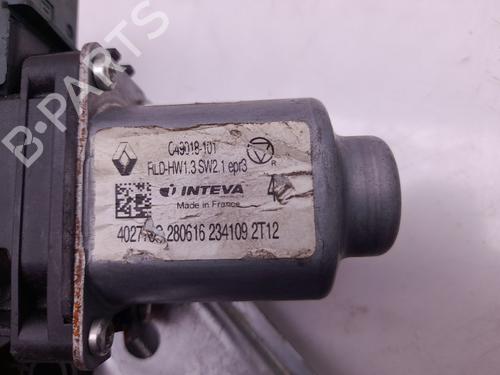 C49018-101
RLD-HW1.3 SW2.1 epr3
R
INTEVA
Made in France
280616 234109 2T12
B-PARTS